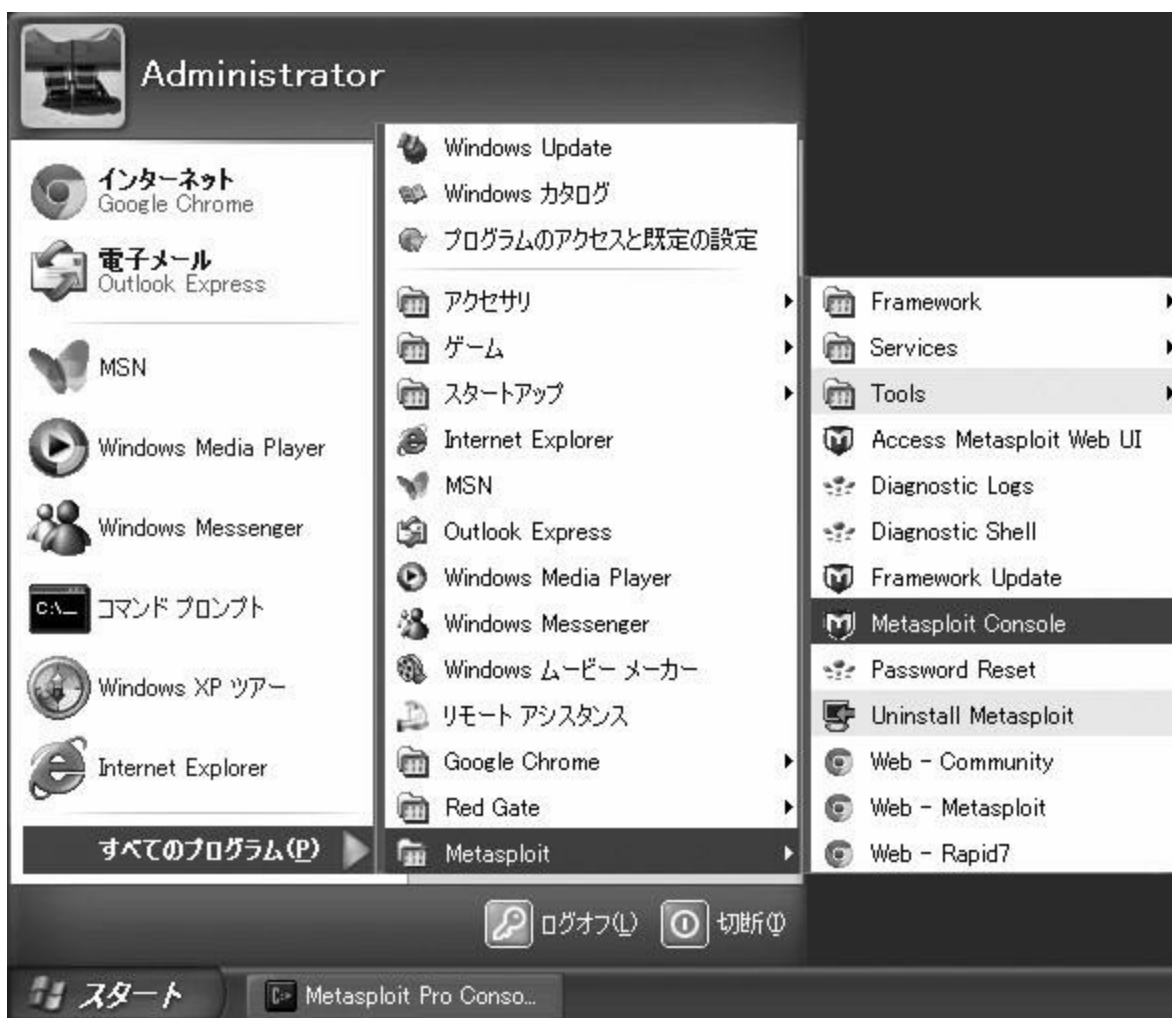 Administrator
インターネット
Google Chrome
電子メール
Outlook Express
MSN
Windows Media Player
Windows Messenger
C:\_
コマンド プロンプト
Windows XP ツアー
Internet Explorer
すべてのプログラム(P)
Windows Update
Windows カタログ
プログラムのアクセスと既定の設定
アクセサリ
ゲーム
スタートアップ
Internet Explorer
MSN
Outlook Express
Windows Media Player
Windows Messenger
Windows ムービー メーカー
リモート アシスタンス
Google Chrome
Red Gate
Metasploit
Framework
Services
Tools
Access Metasploit Web UI
Diagnostic Logs
Diagnostic Shell
Framework Update
Metasploit Console
Password Reset
Uninstall Metasploit
Web - Community
Web - Metasploit
Web - Rapid7
ログオフ(L)
切断(I)
スタート
Metasploit Pro Conso...